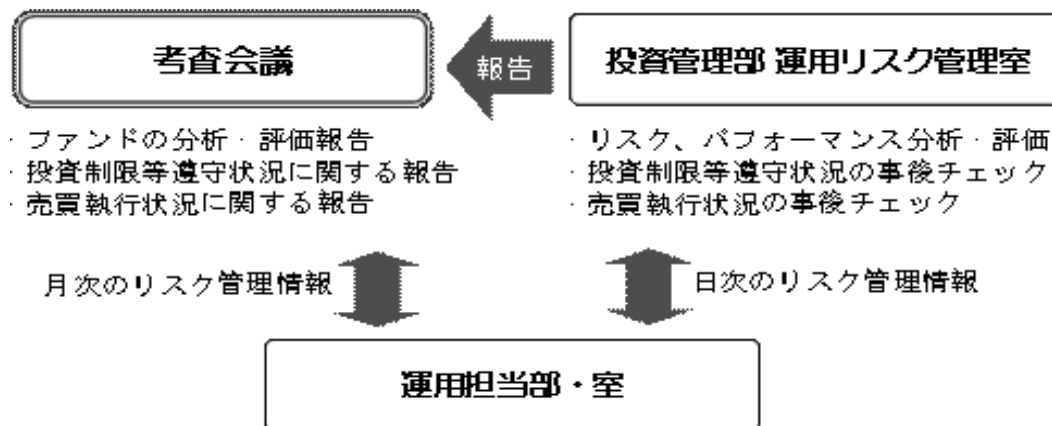 考査会議
報告
投資管理部 運用リスク管理室
· ファンドの分析・評価報告
· 投資制限等遵守状況に関する報告
· 売買執行状況に関する報告
· リスク、パフォーマンス分析・評価
· 投資制限等遵守状況の事後チェック
· 売買執行状況の事後チェック
月次のリスク管理情報
日次のリスク管理情報
運用担当部・室